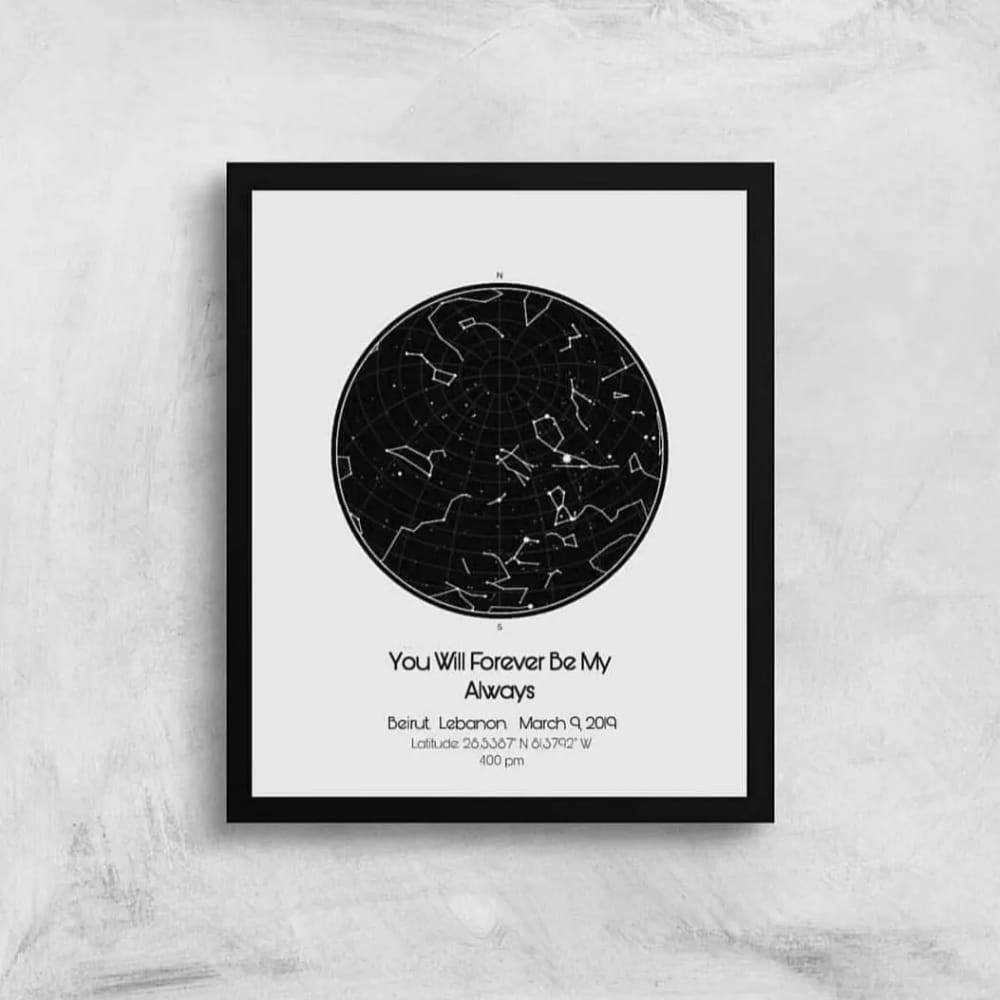 N
S
You Will Forever Be My
Always
Beirut, Lebanon, March 9, 2019
Latitude: 28.5387° N 81.3792° W
4:00 pm